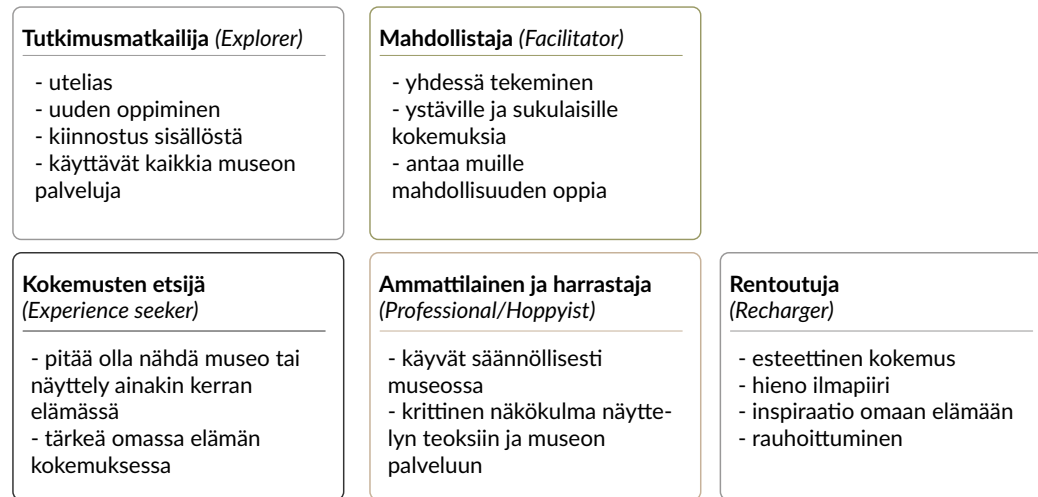 Tutkimusmatkailija (Explorer)
- utelias
- uuden oppiminen
- kiinnostus sisällöstä
- käyttävät kaikkia museon
palveluja
Mahdollistaja (Facilitator)
- yhdessä tekeminen
- ystäville ja sukulaisille
kokemuksia
- antaa muille
mahdollisuuden oppia
Kokemusten etsijä
(Experience seeker)
- pitää olla nähdä museo tai
näyttely ainakin kerran
elämässä
- tärkeä omassa elämän
kokemuksessa
Ammattilainen ja harrastaja
(Professional/Hoppyist)
- käyvät säännöllisesti
museossa
- krittinen näkökulma näytte-
lyn teoksiin ja museon
palveluun
Rentoutuja
(Recharger)
- esteettinen kokemus
- hieno ilmapiiri
- inspiraatio omaan elämään
- rauhoittuminen